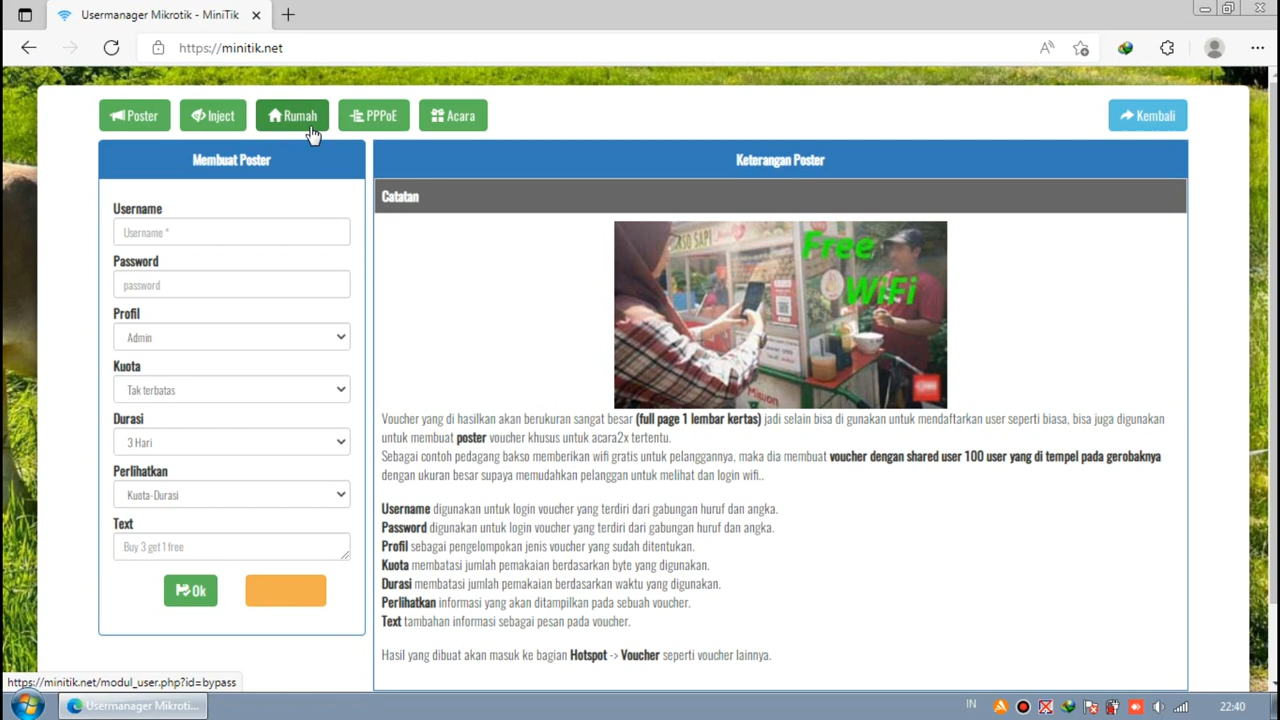 Usermanager Mikrotik - MiniTik
https://minitik.net
Poster
Inject
Rumah
PPPoE
Acara
Kembali
Membuat Poster
Username
Username *
Password
password
Profil
Admin
Kuota
Tak terbatas
Durasi
3 Hari
Perlihatkan
Kuota-Durasi
Text
Buy 3 get 1 free
Ok
Keterangan Poster
Catatan
SO SAPI
Free
WiFi
Miwon
Voucher yang di hasilkan akan berukuran sangat besar (full page 1 lembar kertas) jadi selain bisa di gunakan untuk mendaftarkan user seperti biasa, bisa juga digunakan
untuk membuat poster voucher khusus untuk acara2x tertentu.
Sebagai contoh pedagang bakso memberikan wifi gratis untuk pelanggannya, maka dia membuat voucher dengan shared user 100 user yang di tempel pada gerobaknya
dengan ukuran besar supaya memudahkan pelanggan untuk melihat dan login wifi..
Username digunakan untuk login voucher yang terdiri dari gabungan huruf dan angka.
Password digunakan untuk login voucher yang terdiri dari gabungan huruf dan angka.
Profil sebagai pengelompokan jenis voucher yang sudah ditentukan.
Kuota membatasi jumlah pemakaian berdasarkan byte yang digunakan.
Durasi membatasi jumlah pemakaian berdasarkan waktu yang digunakan.
Perlihatkan informasi yang akan ditampilkan pada sebuah voucher.
Text tambahan informasi sebagai pesan pada voucher.
Hasil yang dibuat akan masuk ke bagian Hotspot -> Voucher seperti voucher lainnya.
https://minitik.net/modul_user.php?id=bypass
Usermanager Mikroti...
IN
22:40